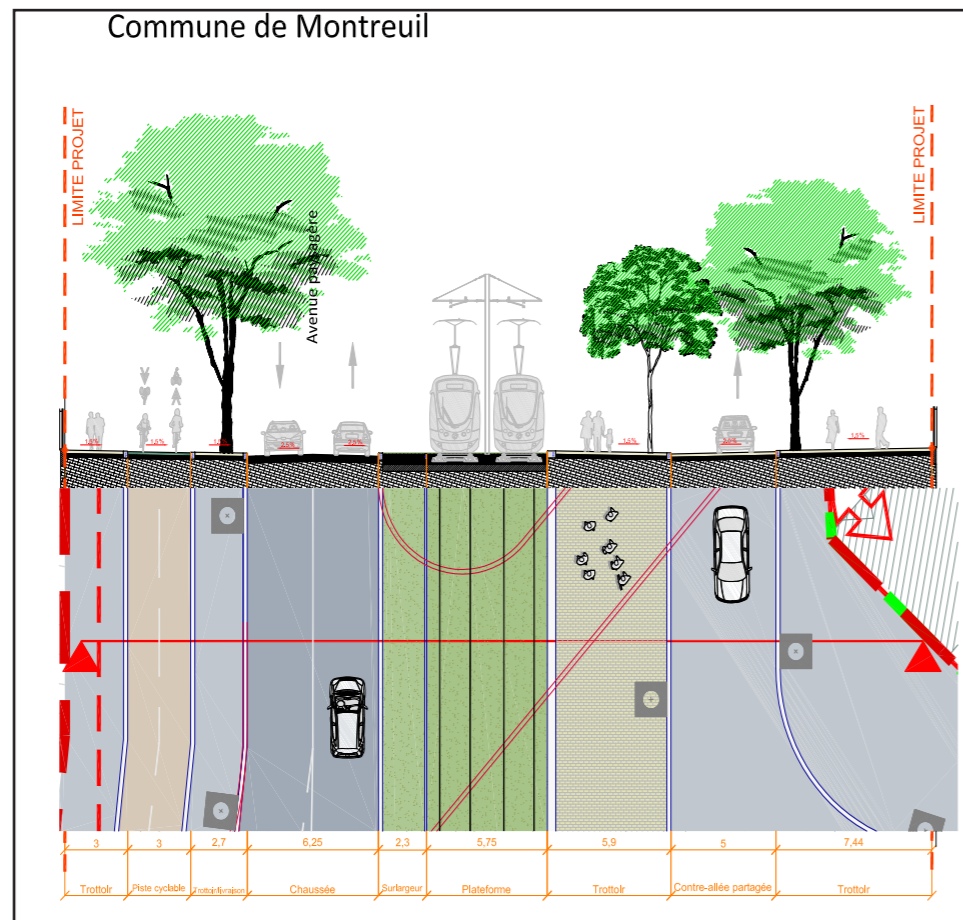 Commune de Montreuil
LIMITE PROJET
LIMITE PROJET
Avenue paysagère
1,5%
1,5%
1,5%
2,5%
2,5%
1,5%
2,5%
1,5%
3
3
2,7
6,25
2,3
5,75
5,9
5
7,44
Trottoir
Piste cyclable
Trottoir/livraison
Chaussée
Surlargeur
Plateforme
Trottoir
Contre-allée partagée
Trottoir